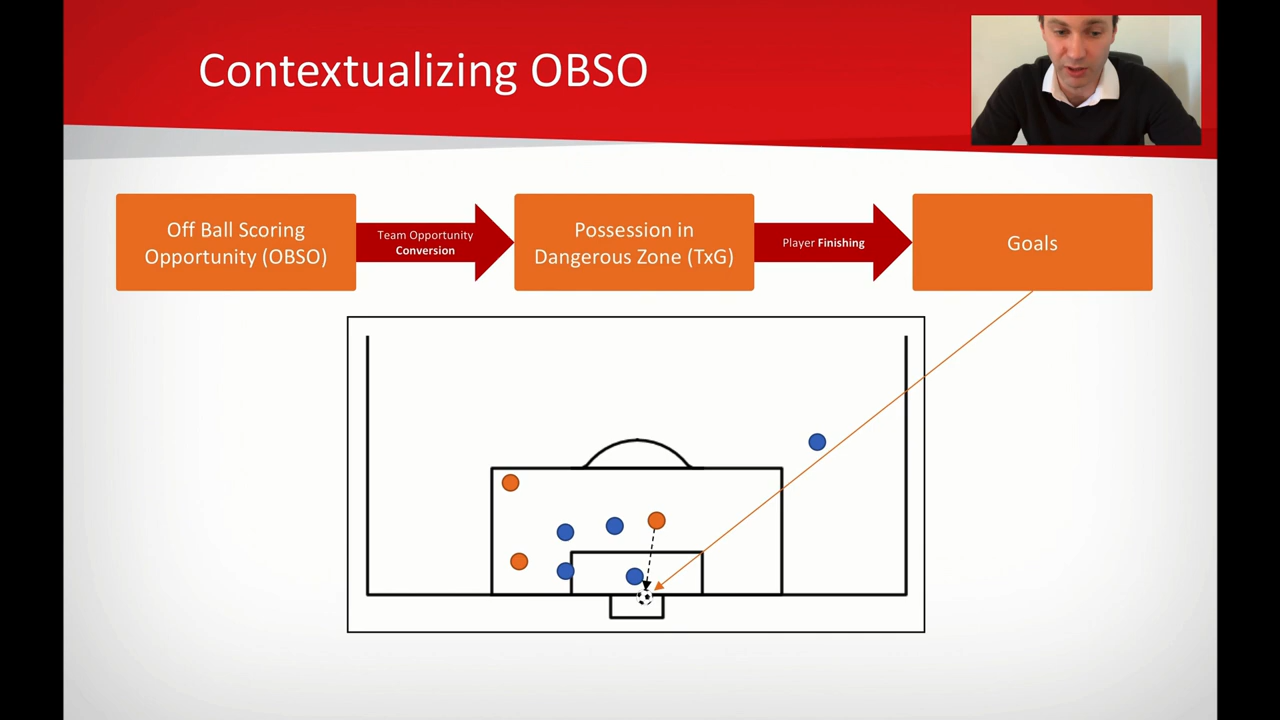 Contextualizing OBSO
Off Ball Scoring
Opportunity (OBSO)
Team Opportunity
Conversion
Possession in
Dangerous Zone (TxG)
Player Finishing
Goals